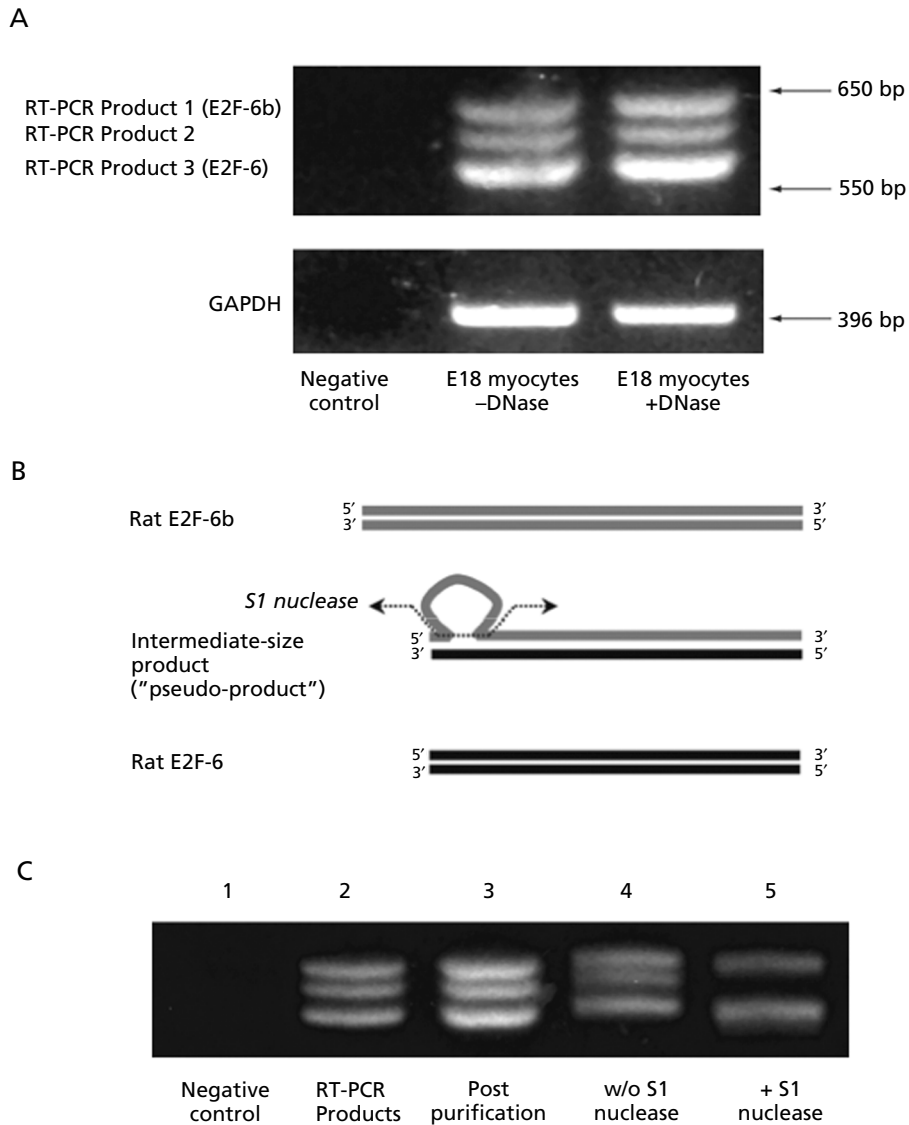 A
RT-PCR Product 1 (E2F-6b)
RT-PCR Product 2
RT-PCR Product 3 (E2F-6)
650 bp
550 bp
GAPDH
396 bp
Negative
control
E18 myocytes
–DNase
E18 myocytes
+DNase
B
Rat E2F-6b
5′
3′
3′
5′
S1 nuclease
Intermediate-size
product
(”pseudo-product”)
5′
3′
3′
5′
Rat E2F-6
5′
3′
3′
5′
C
1
2
3
4
5
Negative
control
RT-PCR
Products
Post
purification
w/o S1
nuclease
+ S1
nuclease